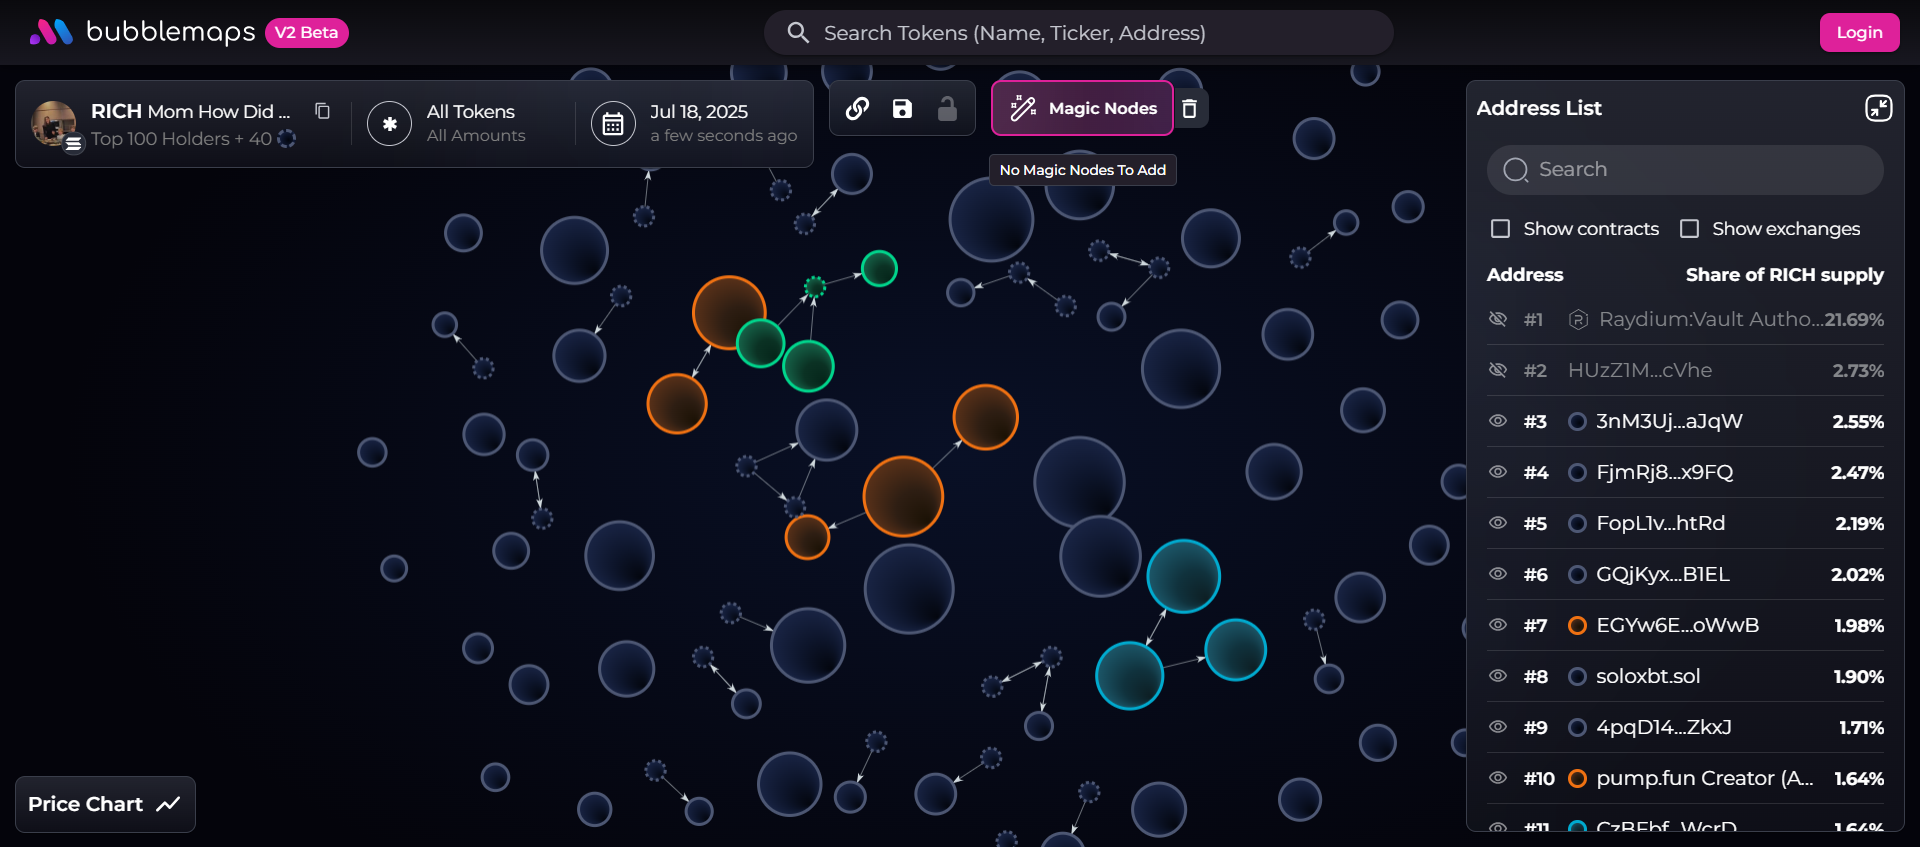 bubblemaps V2 Beta
Search Tokens (Name, Ticker, Address)
Login
RICH Mom How Did ...
Top 100 Holders + 40
All Tokens
All Amounts
Jul 18, 2025
a few seconds ago
Magic Nodes
No Magic Nodes To Add
Address List
Search
Show contracts Show exchanges
Address Share of RICH supply
#1 Raydium:Vault Autho... 21.69%
#2 HUzZ1M...cVhe 2.73%
#3 3nM3Uj...aJqW 2.55%
#4 FjmRj8...x9FQ 2.47%
#5 FopL1v...htRd 2.19%
#6 GQjKyx...B1EL 2.02%
#7 EGYw6E...oWwB 1.98%
#8 soloxbt.sol 1.90%
#9 4pqD14...ZkxJ 1.71%
#10 pump.fun Creator (A... 1.64%
#11 1.64%
Price Chart